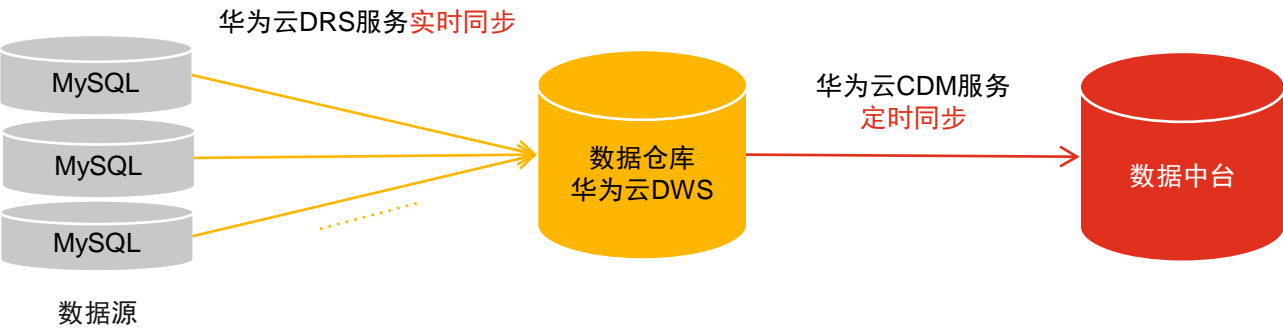 华为云DRS服务实时同步
MySQL
MySQL
MySQL
数据源
数据仓库
华为云DWS
华为云CDM服务
定时同步
数据中台